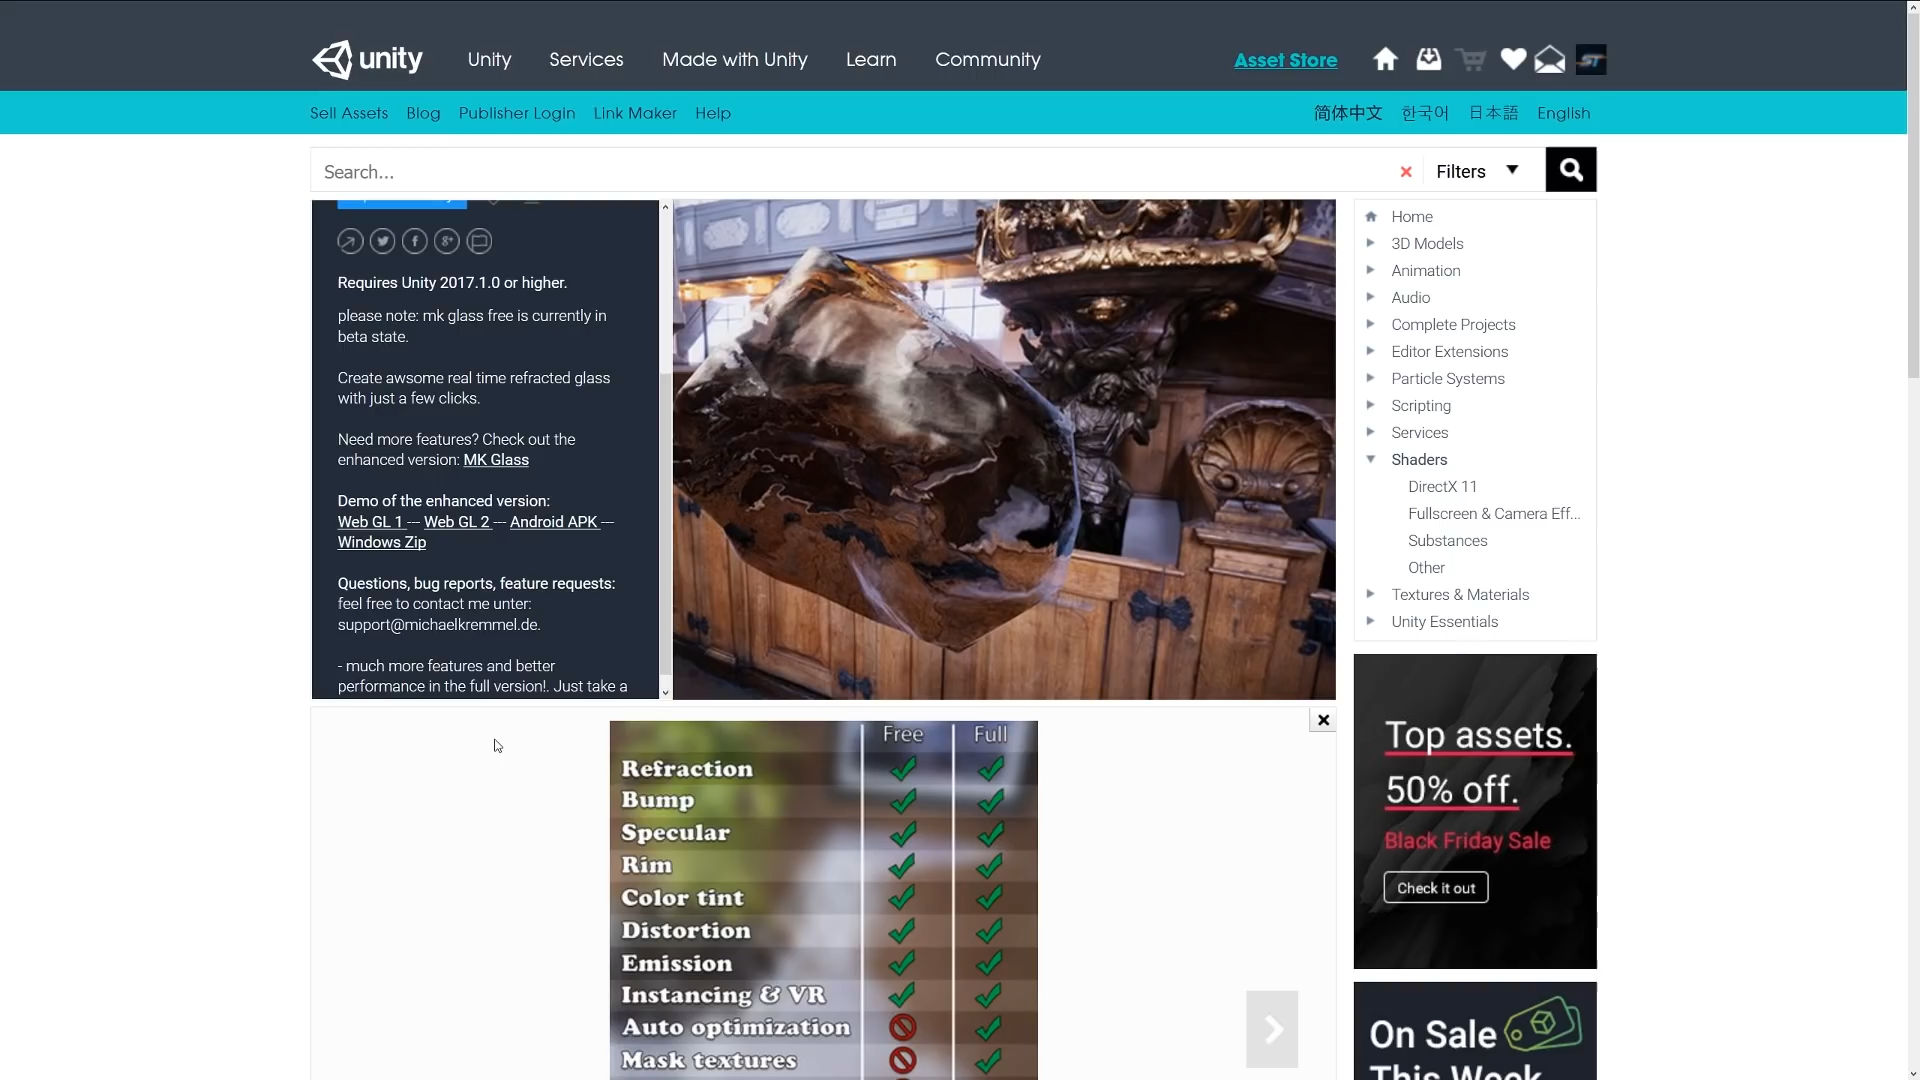 unity
Unity Services Made with Unity Learn Community
Asset Store
ST
Sell Assets Blog Publisher Login Link Maker Help
简体中文 한국어 日本語 English
Search...
Filters
Requires Unity 2017.1.0 or higher.
please note: mk glass free is currently in
beta state.
Create awsome real time refracted glass
with just a few clicks.
Need more features? Check out the
enhanced version: MK Glass
Demo of the enhanced version:
Web GL 1 --- Web GL 2 --- Android APK ---
Windows Zip
Questions, bug reports, feature requests:
feel free to contact me unter:
support@michaelkremmel.de.
- much more features and better
performance in the full version!. Just take a
Home
3D Models
Animation
Audio
Complete Projects
Editor Extensions
Particle Systems
Scripting
Services
Shaders
DirectX 11
Fullscreen & Camera Eff...
Substances
Other
Textures & Materials
Unity Essentials
Free Full
Refraction
Bump
Specular
Rim
Color tint
Distortion
Emission
Instancing & VR
Auto optimization
Mask textures
Top assets.
50% off.
Black Friday Sale
Check it out
On Sale
This Week